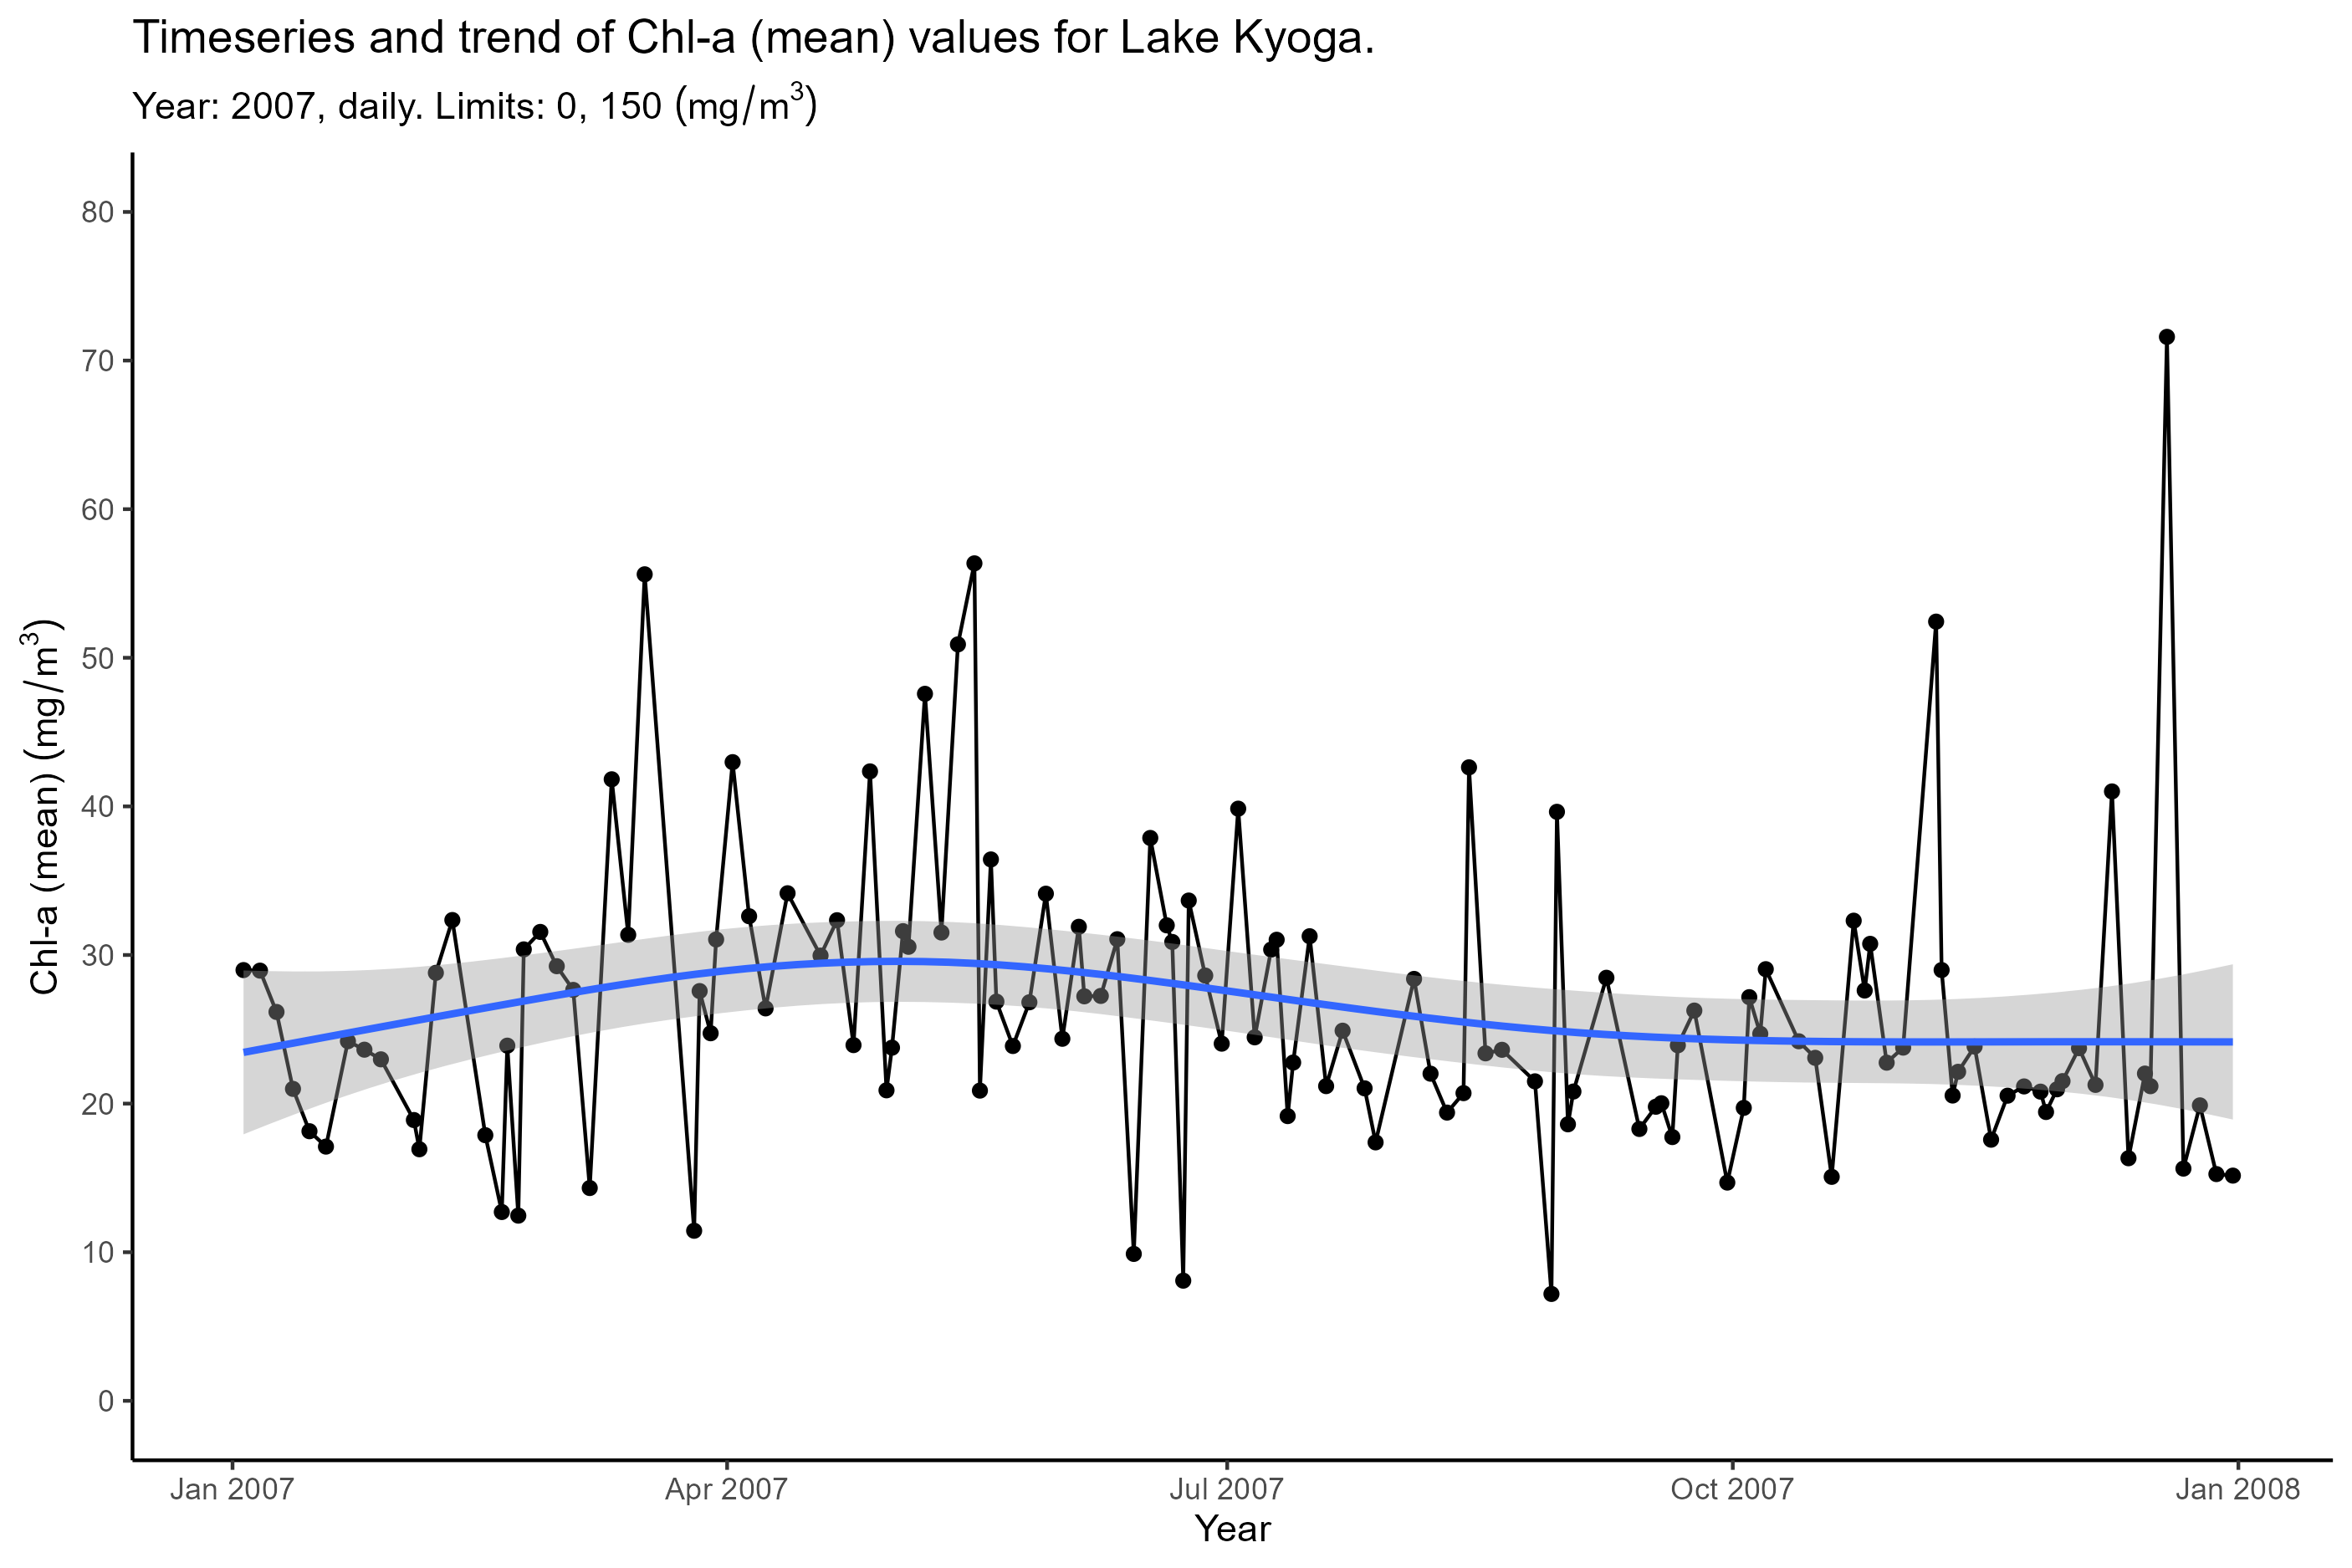 Timeseries and trend of Chl-a (mean) values for Lake Kyoga.
Year: 2007, daily. Limits: 0, 150 (mg/m³)
Chl-a (mean) (mg/m³)
80
70
60
50
40
30
20
10
0
Jan 2007
Apr 2007
Jul 2007
Oct 2007
Jan 2008
Year